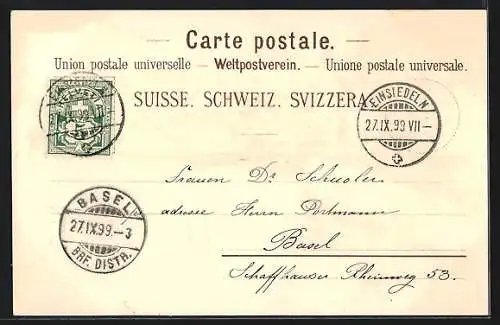 Carte postale.
Union postale universelle — Weltpostverein. — Unione postale universale.
SUISSE. SCHWEIZ. SVIZZERA.
HELVETIA
EINSIEDELN
27.IX.99 VII—
BASEL
27.IX.99.-3
BRF. DISTR.
Frauen Dr Schuoler
adresse Herrn Portmann
Basel
Schaffhauser Rheinweg 53.